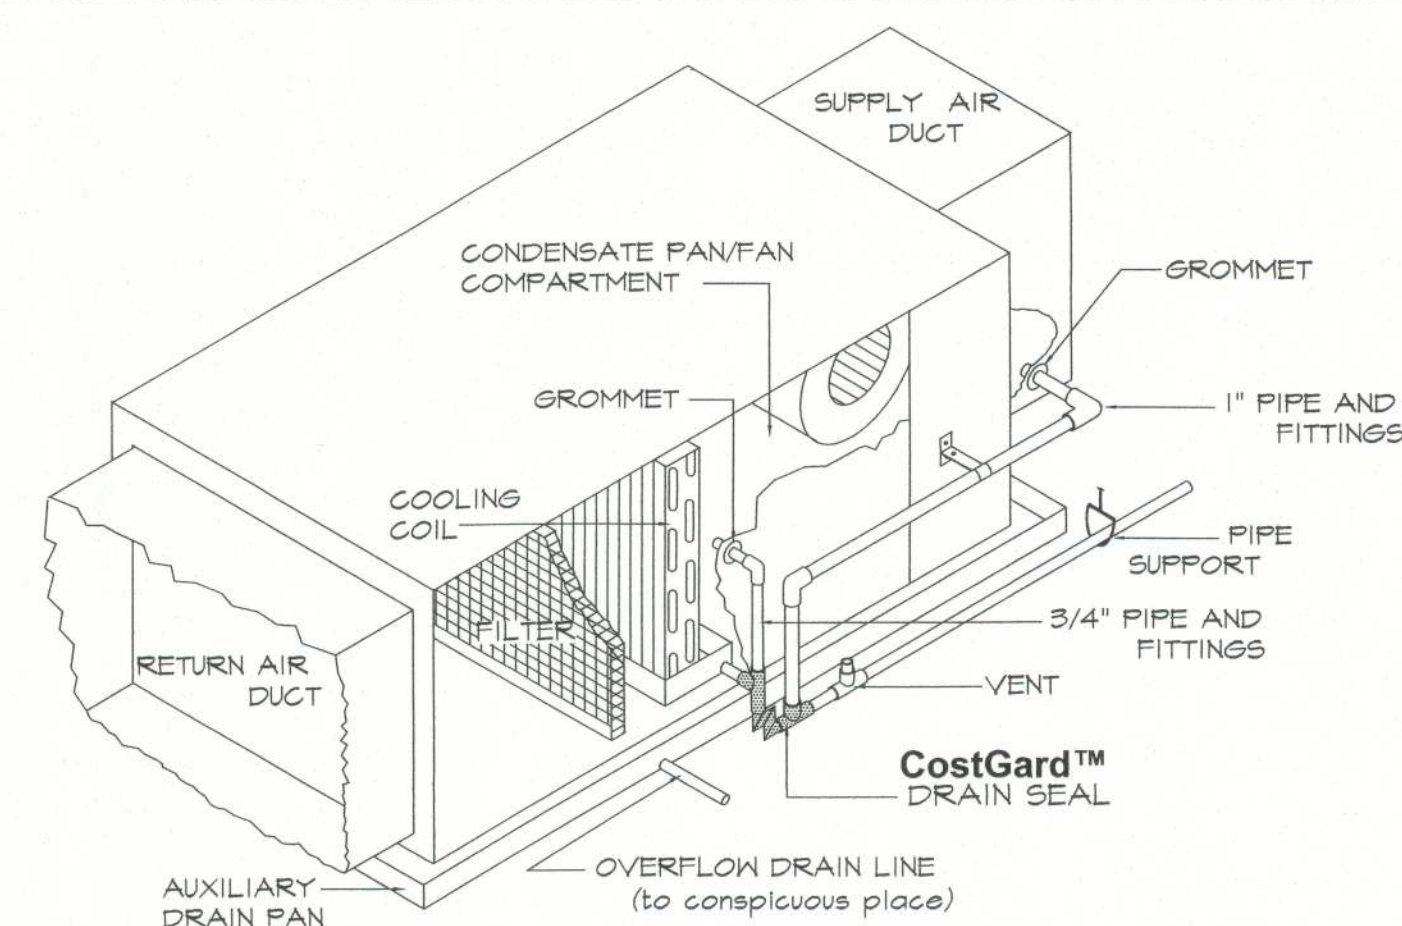 SUPPLY AIR
DUCT
CONDENSATE PAN/FAN
COMPARTMENT
GROMMET
GROMMET
1" PIPE AND
FITTINGS
COOLING
COIL
PIPE
SUPPORT
FILTER
3/4" PIPE AND
FITTINGS
RETURN AIR
DUCT
VENT
CostGard™
DRAIN SEAL
OVERFLOW DRAIN LINE
(to conspicuous place)
AUXILIARY
DRAIN PAN